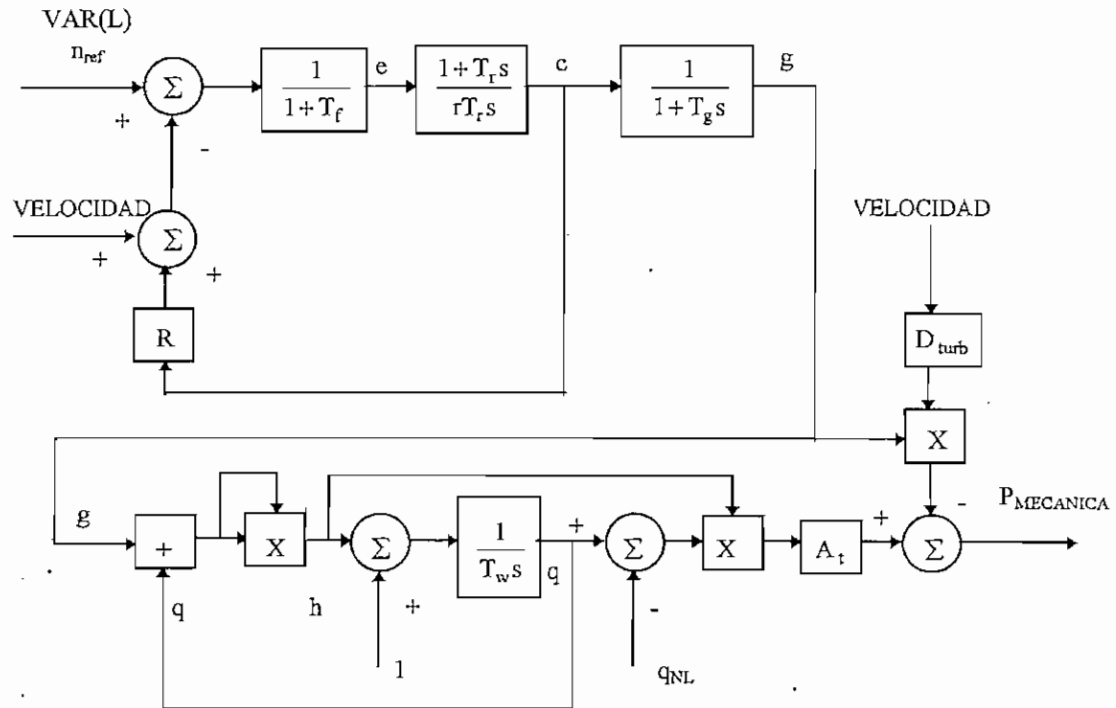 VAR(L)
n_ref
+
Σ
1
1+T_f
e
1+T_r s
rT_r s
c
1
1+T_g s
g
-
VELOCIDAD
+
Σ
+
R
VELOCIDAD
D_turb
X
g
+
X
Σ
1
T_w s
+
Σ
X
A_t
+
Σ
-
P_MECANICA
q
h
+
q
-
1
q_NL